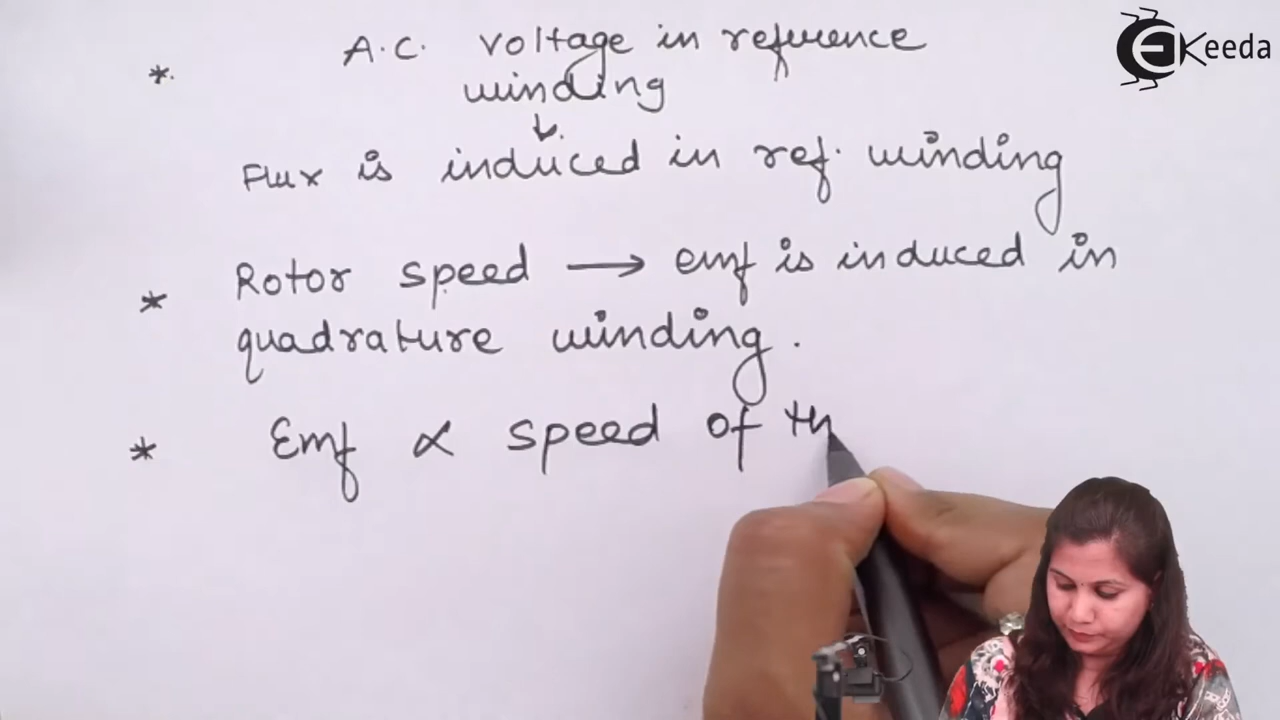 A.C. voltage in reference
winding
Flux is induced in ref. winding
* Rotor speed → emf is induced in
quadrature winding.
* Emf ∝ speed of th
EKeeda